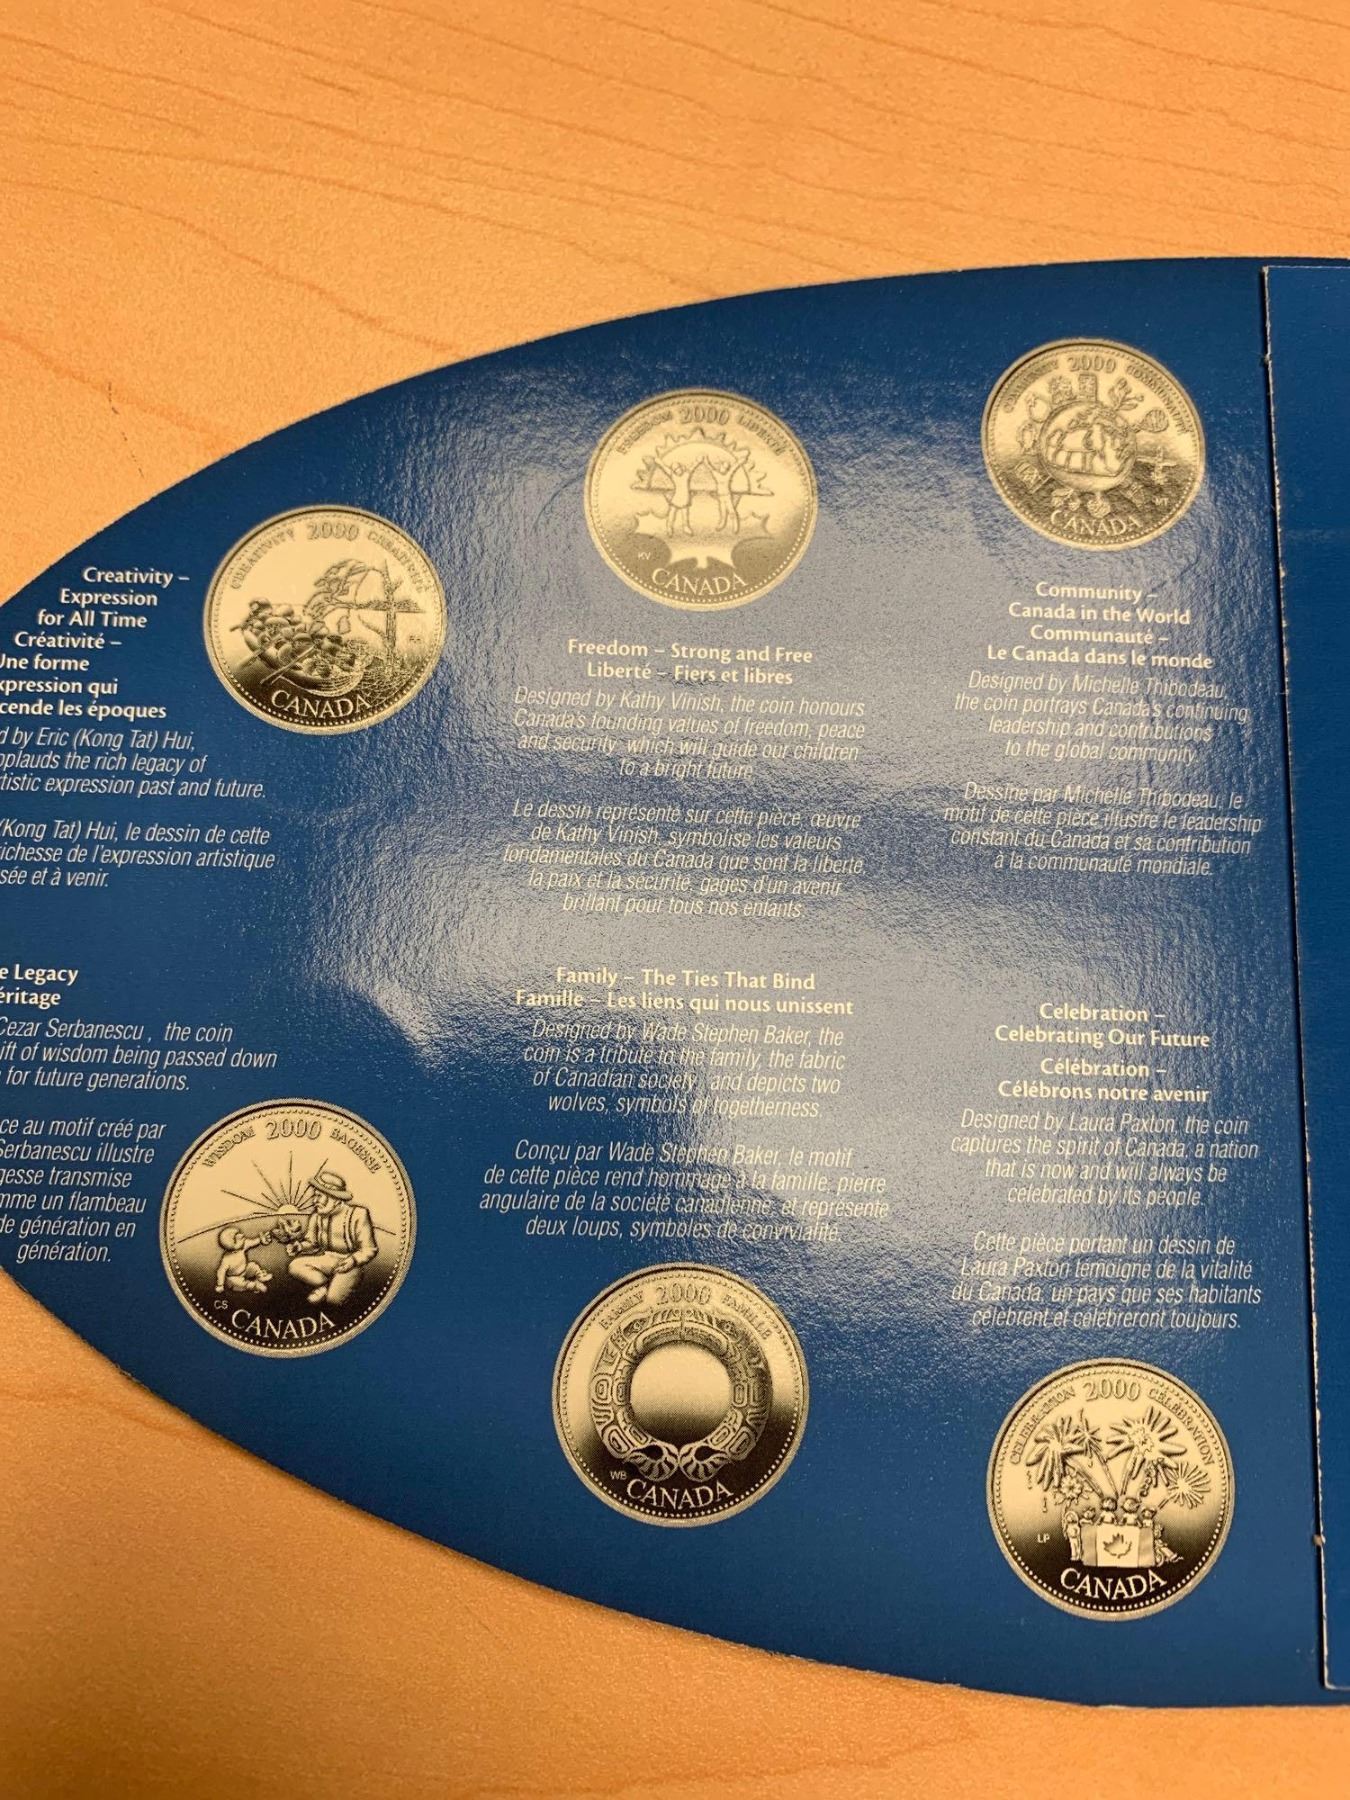 CREATIVITY 2000 CRÉATIVITÉ
CANADA
Creativity –
Expression
for All Time
Créativité –
Une forme
xpression qui
cende les époques
d by Eric (Kong Tat) Hui,
pplauds the rich legacy of
tistic expression past and future.
(Kong Tat) Hui, le dessin de cette
ichesse de l'expression artistique
sée et à venir.
FREEDOM 2000 LIBERTÉ
KV
CANADA
Freedom – Strong and Free
Liberté – Fiers et libres
Designed by Kathy Vinish, the coin honours
Canada's founding values of freedom, peace
and security, which will guide our children
to a bright future.
Le dessin représenté sur cette pièce, œuvre
de Kathy Vinish, symbolise les valeurs
fondamentales du Canada que sont la liberté,
la paix et la sécurité, gages d'un avenir
brillant pour tous nos enfants.
COMMUNITY 2000 COMMUNAUTÉ
CANADA
Community –
Canada in the World
Communauté –
Le Canada dans le monde
Designed by Michelle Thibodeau,
the coin portrays Canada's continuing
leadership and contributions
to the global community.
Dessiné par Michelle Thibodeau, le
motif de cette pièce illustre le leadership
constant du Canada et sa contribution
à la communauté mondiale.
e Legacy
éritage
Cezar Serbanescu , the coin
ift of wisdom being passed down
for future generations.
ce au motif créé par
Serbanescu illustre
gesse transmise
mme un flambeau
de génération en
génération.
WISDOM 2000 SAGESSE
CS
CANADA
Family – The Ties That Bind
Famille – Les liens qui nous unissent
Designed by Wade Stephen Baker, the
coin is a tribute to the family, the fabric
of Canadian society, and depicts two
wolves, symbols of togetherness.
Conçu par Wade Stephen Baker, le motif
de cette pièce rend hommage à la famille, pierre
angulaire de la société canadienne, et représente
deux loups, symboles de convivialité.
FAMILY 2000 FAMILLE
WB
CANADA
Celebration –
Celebrating Our Future
Célébration –
Célébrons notre avenir
Designed by Laura Paxton, the coin
captures the spirit of Canada, a nation
that is now and will always be
celebrated by its people.
Cette pièce portant un dessin de
Laura Paxton témoigne de la vitalité
du Canada, un pays que ses habitants
célèbrent et célébreront toujours.
CELEBRATION 2000 CÉLÉBRATION
LP
CANADA